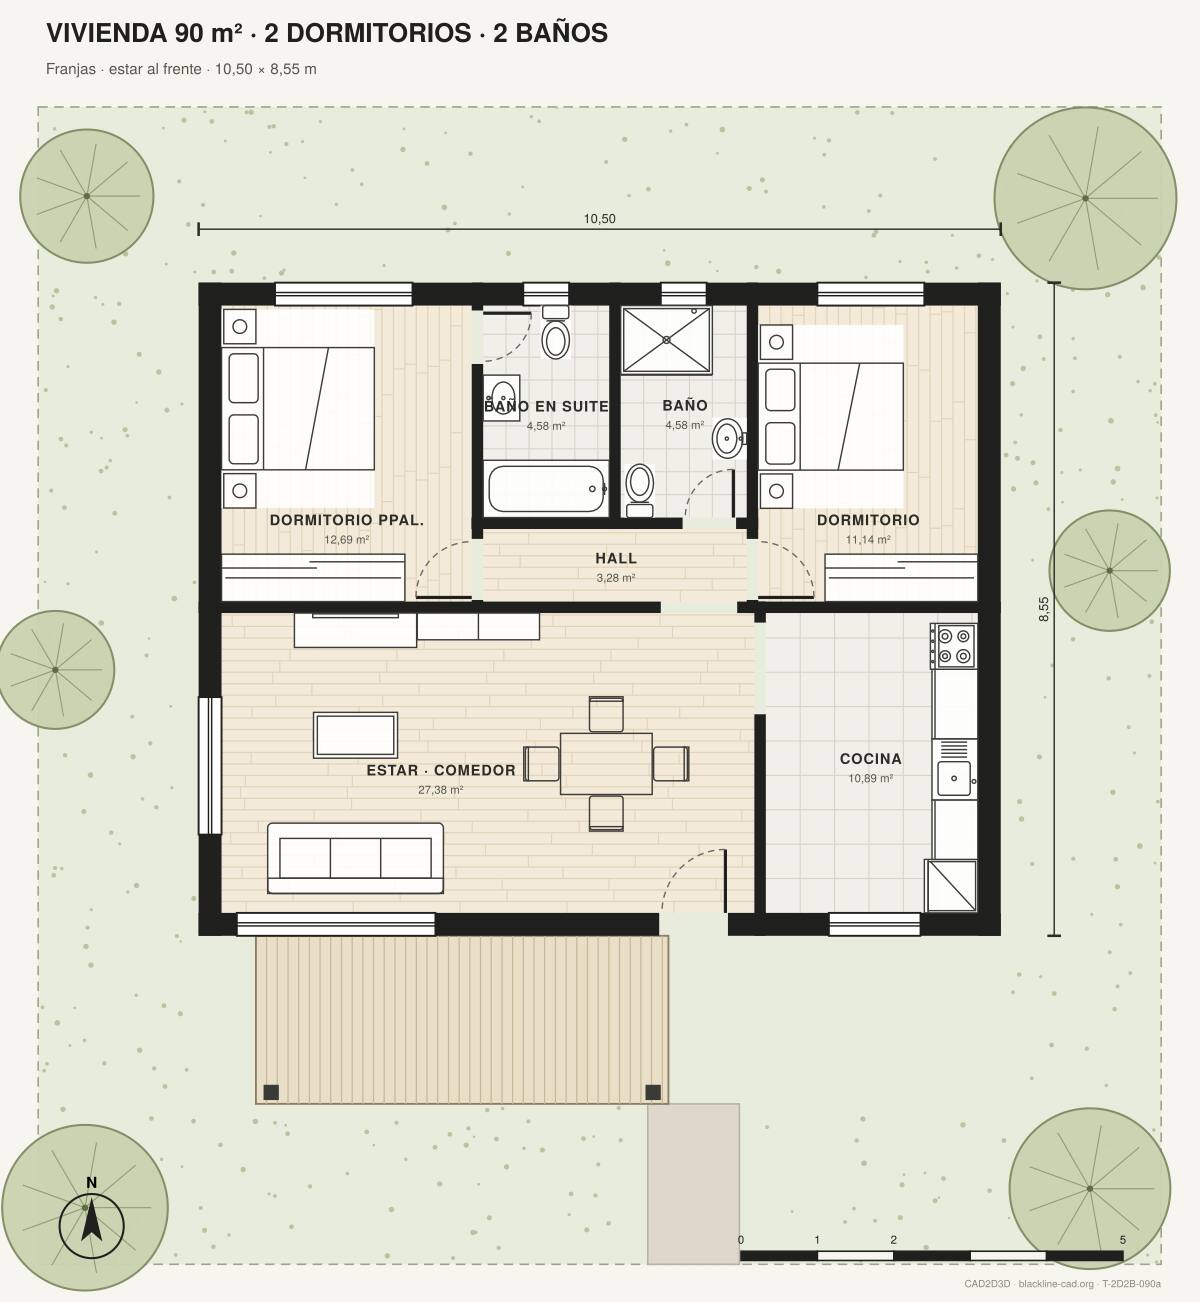 VIVIENDA 90 m² · 2 DORMITORIOS · 2 BAÑOS
Franjas · estar al frente · 10,50 × 8,55 m
10,50
BAÑO EN SUITE
4,58 m²
BAÑO
4,58 m²
DORMITORIO PPAL.
12,69 m²
DORMITORIO
11,14 m²
HALL
3,28 m²
8,55
ESTAR · COMEDOR
27,38 m²
COCINA
10,89 m²
N
0 1 2 5
CAD2D3D · blackline-cad.org · T-2D2B-090a